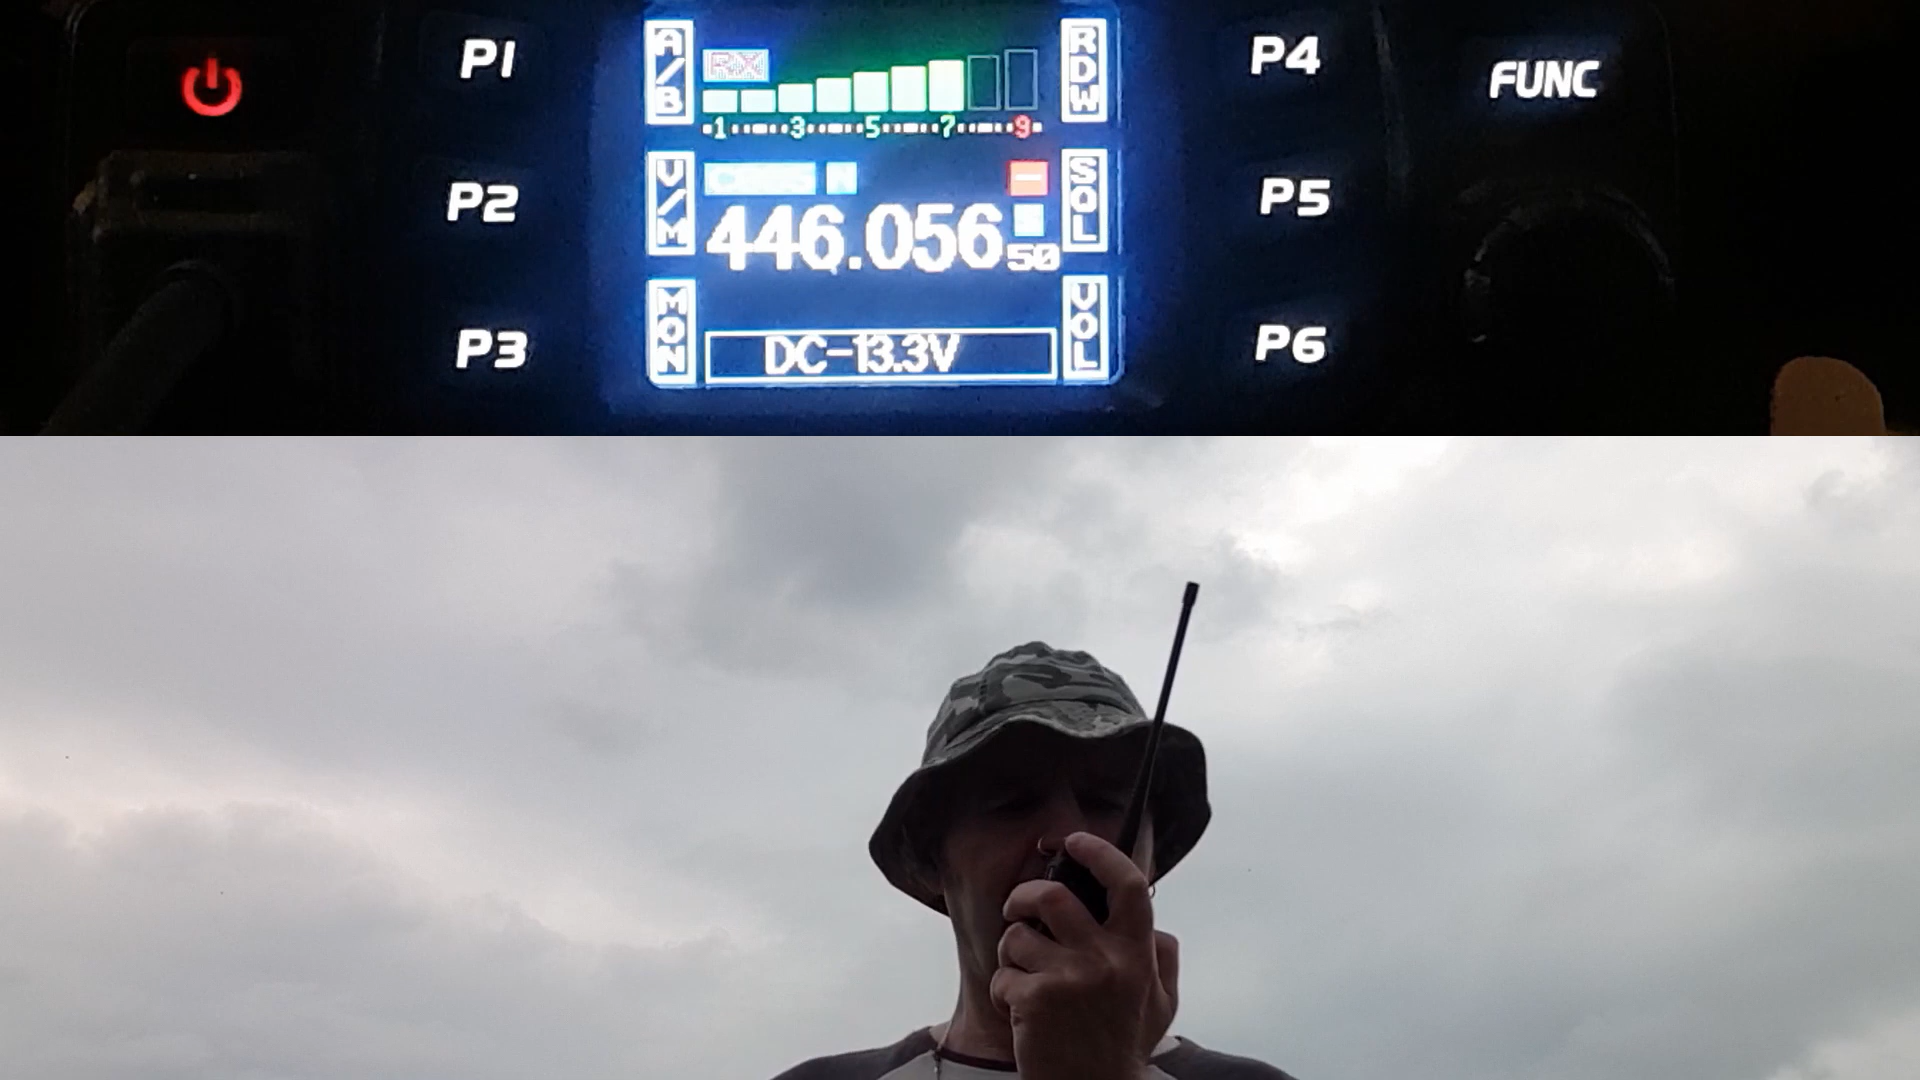 P1
A/B
RX
1 3 5 7 9
RDW
P4
FUNC
P2
V/M
446.056 50
SQL
P5
P3
MON
DC-13.3V
VOL
P6